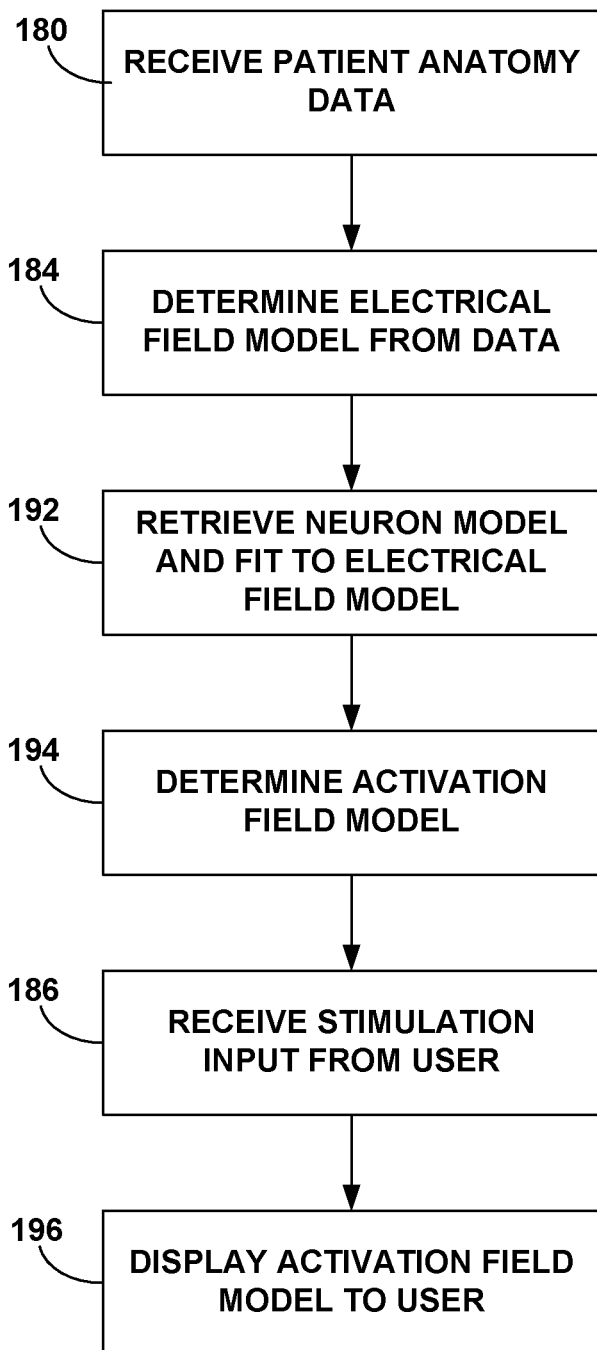 180
RECEIVE PATIENT ANATOMY
DATA
184
DETERMINE ELECTRICAL
FIELD MODEL FROM DATA
192
RETRIEVE NEURON MODEL
AND FIT TO ELECTRICAL
FIELD MODEL
194
DETERMINE ACTIVATION
FIELD MODEL
186
RECEIVE STIMULATION
INPUT FROM USER
196
DISPLAY ACTIVATION FIELD
MODEL TO USER